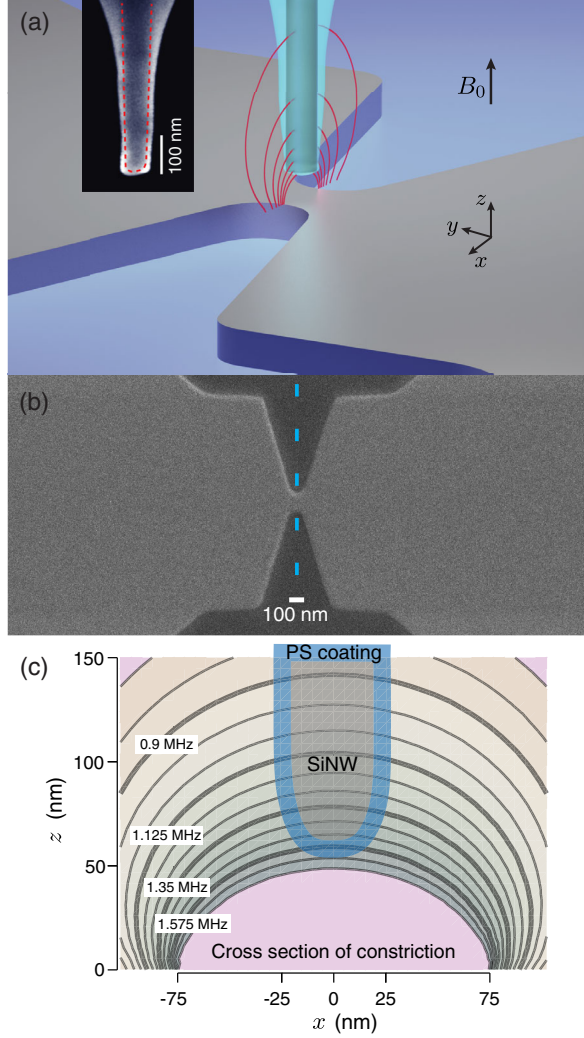 (a)
100 nm
B₀
z
y
x
(b)
100 nm
(c)
150
PS coating
0.9 MHz
SiNW
100
z (nm)
1.125 MHz
50
1.35 MHz
1.575 MHz
Cross section of constriction
0
-75
-25
0
25
75
x (nm)